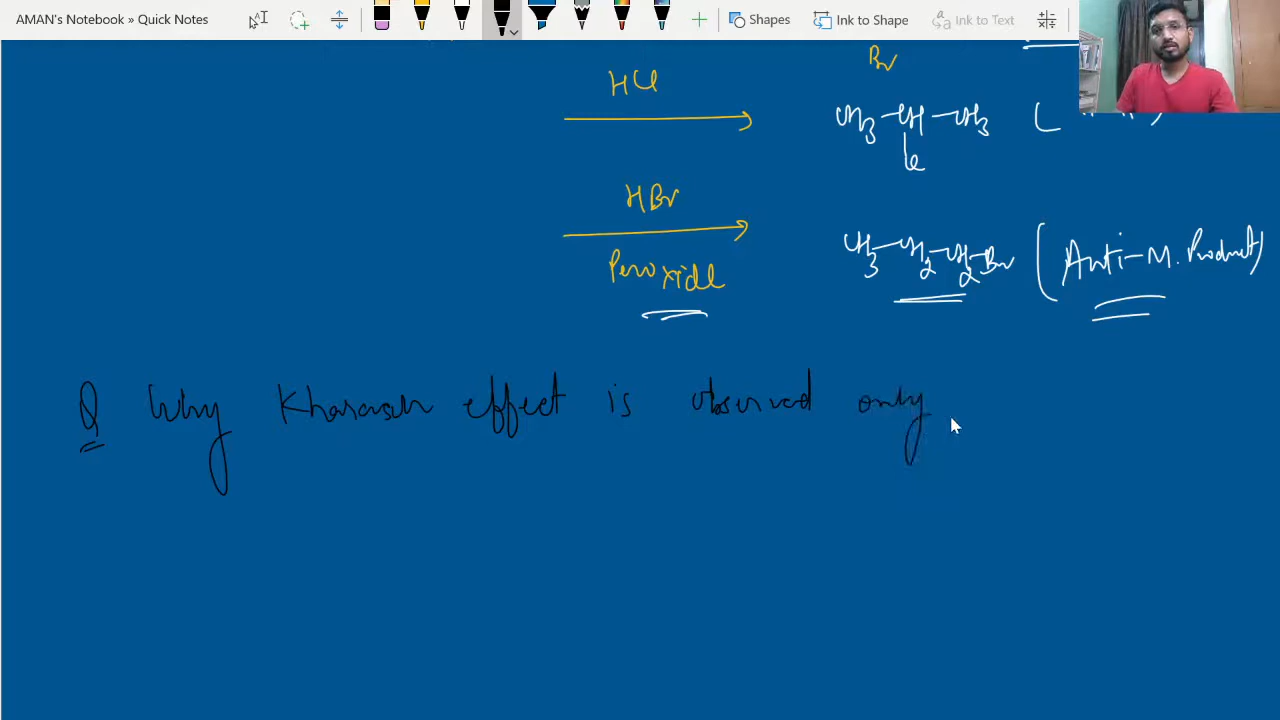 AMAN's Notebook » Quick Notes
Shapes
Ink to Shape
Ink to Text
Br
HCl
CH3-CH-CH3 (
Cl
HBr
Peroxide
CH3-CH2-CH2-Br (Anti-M. Product)
Q Why Kharasch effect is observed only